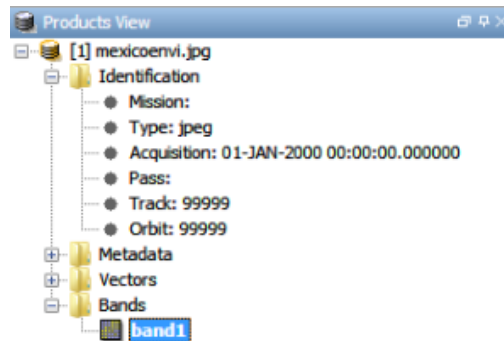 Products View
[1] mexicoenvi.jpg
Identification
Mission:
Type: jpeg
Acquisition: 01-JAN-2000 00:00:00.000000
Pass:
Track: 99999
Orbit: 99999
Metadata
Vectors
Bands
band1